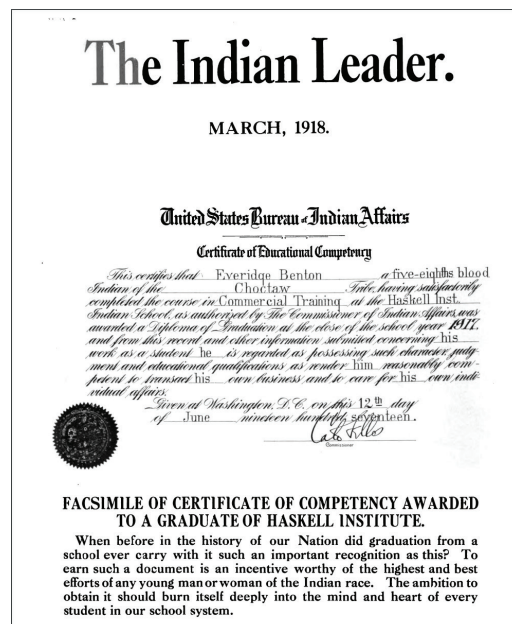 The Indian Leader.
MARCH, 1918.
United States Bureau of Indian Affairs
Certificate of Educational Competency
This certifies that Everidge Benton a five-eighths blood
Indian of the Choctaw Tribe, having satisfactorily
completed the course in Commercial Training at the Haskell Inst.
Indian School, as authorized by The Commissioner of Indian Affairs, was
awarded a Diploma of Graduation at the close of the school year 1917.
and from this record and other information submitted concerning his
work as a student he is regarded as possessing such character, judg-
ment and educational qualifications as render him reasonably com-
petent to transact his own business and to care for his own indi-
vidual affairs.
Given at Washington, D.C. on this 12th day
of June nineteen hundred seventeen.
Cato Sells
Commissioner
FACSIMILE OF CERTIFICATE OF COMPETENCY AWARDED
TO A GRADUATE OF HASKELL INSTITUTE.
When before in the history of our Nation did graduation from a
school ever carry with it such an important recognition as this? To
earn such a document is an incentive worthy of the highest and best
efforts of any young man or woman of the Indian race. The ambition to
obtain it should burn itself deeply into the mind and heart of every
student in our school system.